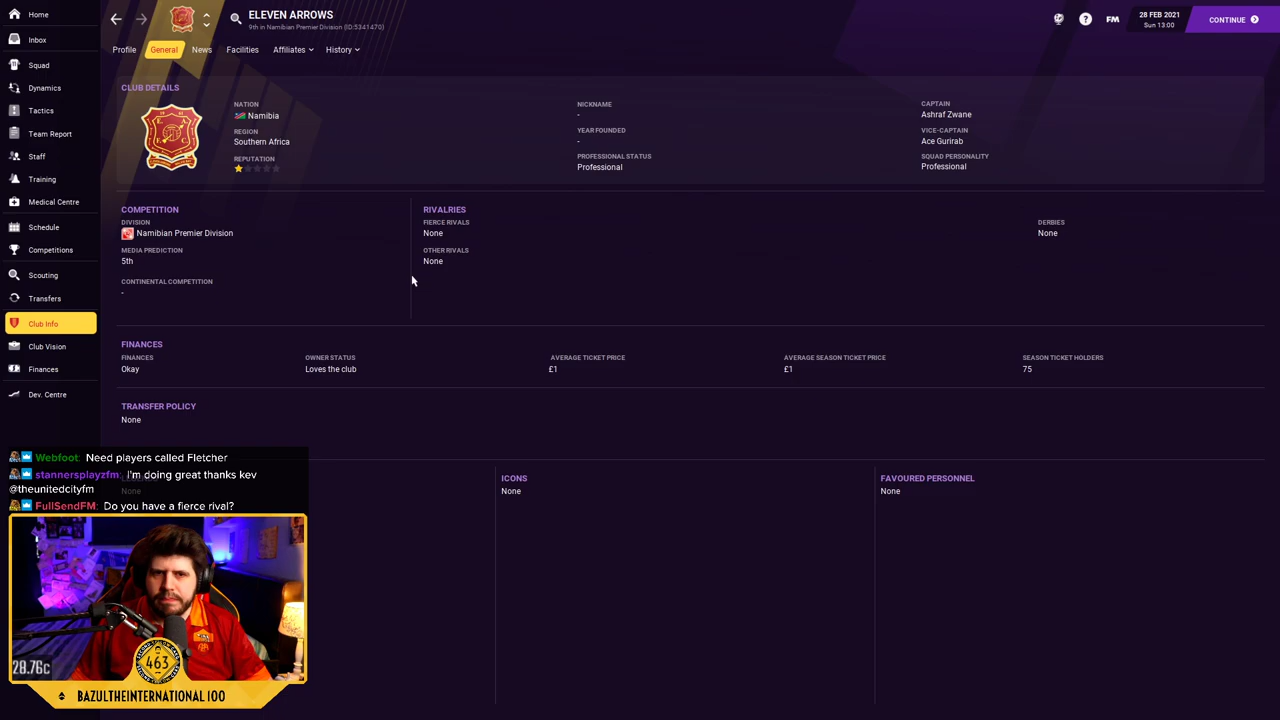 Home
Inbox
Squad
Dynamics
Tactics
Team Report
Staff
Training
Medical Centre
Schedule
Competitions
Scouting
Transfers
Club Info
Club Vision
Finances
Dev. Centre
ELEVEN ARROWS
9th in Namibian Premier Division (ID:5341470)
FM
28 FEB 2021
Sun 13:00
CONTINUE
Profile
General
News
Facilities
Affiliates
History
CLUB DETAILS
NATION
Namibia
REGION
Southern Africa
REPUTATION
NICKNAME
-
YEAR FOUNDED
-
PROFESSIONAL STATUS
Professional
CAPTAIN
Ashraf Zwane
VICE-CAPTAIN
Ace Gurirab
SQUAD PERSONALITY
Professional
COMPETITION
DIVISION
Namibian Premier Division
MEDIA PREDICTION
5th
CONTINENTAL COMPETITION
-
RIVALRIES
FIERCE RIVALS
None
OTHER RIVALS
None
DERBIES
None
FINANCES
FINANCES
Okay
OWNER STATUS
Loves the club
AVERAGE TICKET PRICE
£1
AVERAGE SEASON TICKET PRICE
£1
SEASON TICKET HOLDERS
75
TRANSFER POLICY
None
None
ICONS
None
FAVOURED PERSONNEL
None
Webfoot: Need players called Fletcher
stannersplayzfm: I'm doing great thanks kev
@theunitedcityfm
FullSendFM: Do you have a fierce rival?
28.76c
463
BAZULTHEINTERNATIONAL 100